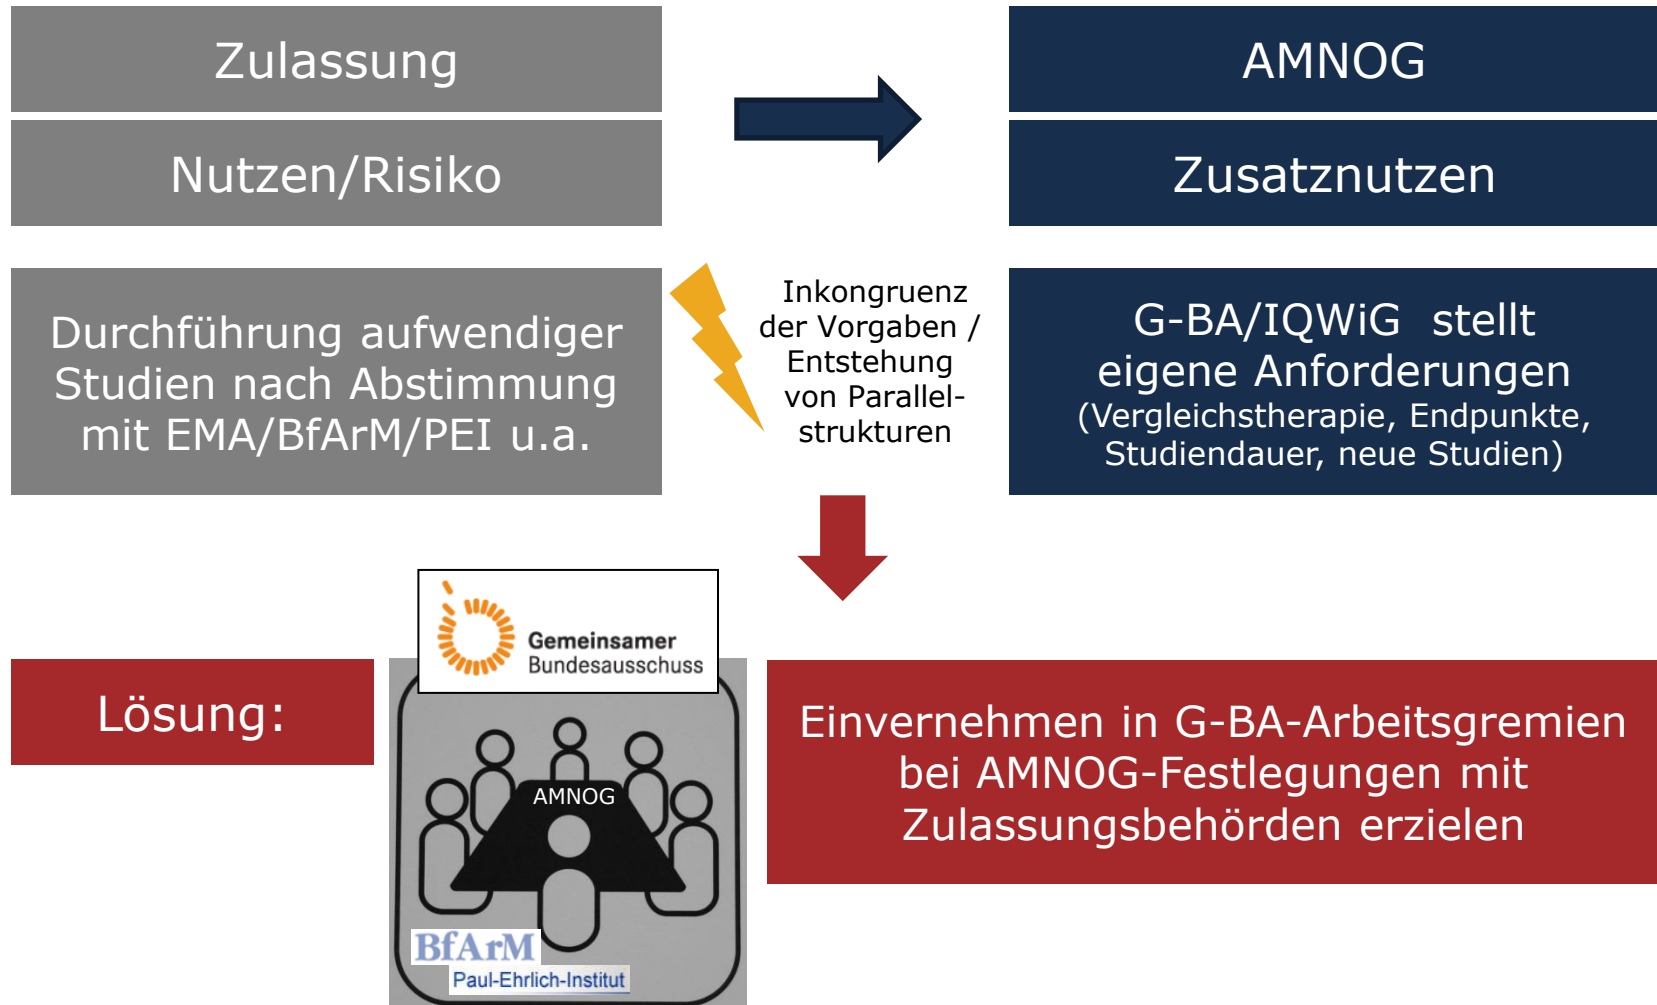 Zulassung
AMNOG
Nutzen/Risiko
Zusatznutzen
Durchführung aufwendiger
Studien nach Abstimmung
mit EMA/BfArM/PEI u.a.
Inkongruenz
der Vorgaben /
Entstehung
von Parallel-
strukturen
G-BA/IQWiG stellt
eigene Anforderungen
(Vergleichstherapie, Endpunkte,
Studiendauer, neue Studien)
Lösung:
Gemeinsamer
Bundesausschuss
AMNOG
BfArM
Paul-Ehrlich-Institut
Einvernehmen in G-BA-Arbeitsgremien
bei AMNOG-Festlegungen mit
Zulassungsbehörden erzielen